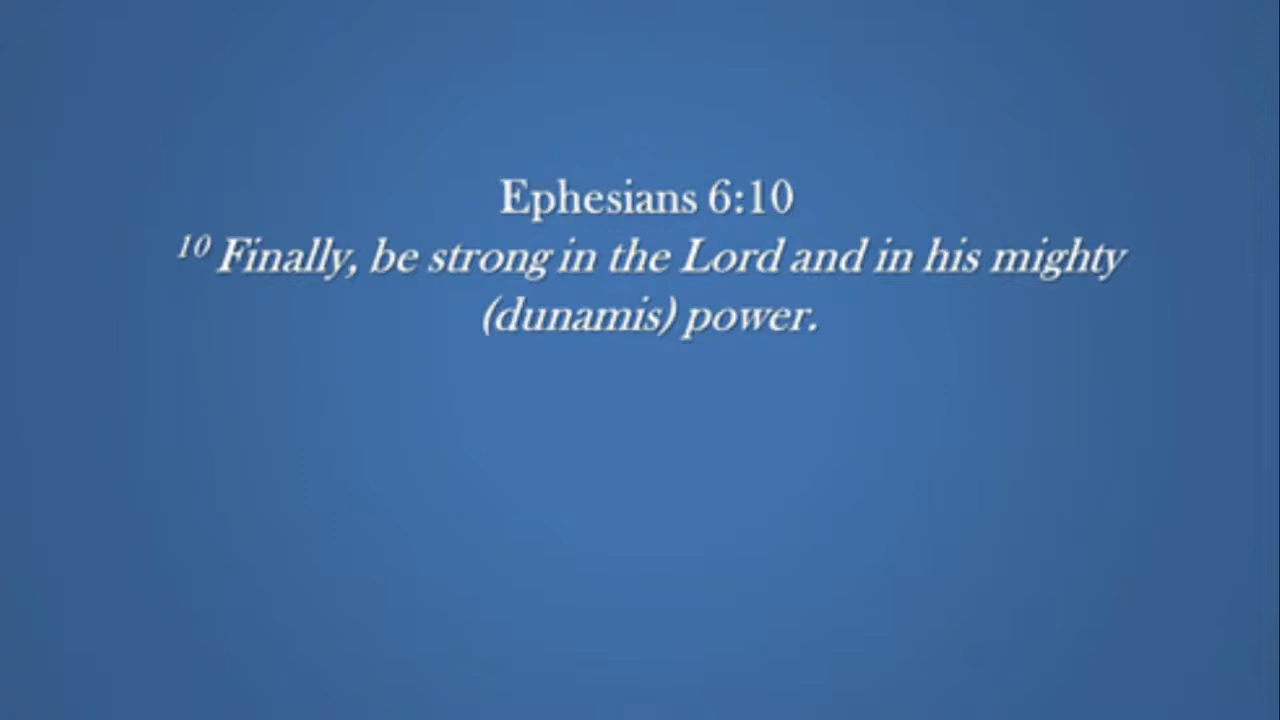 Ephesians 6:10
10 Finally, be strong in the Lord and in his mighty
(dunamis) power.